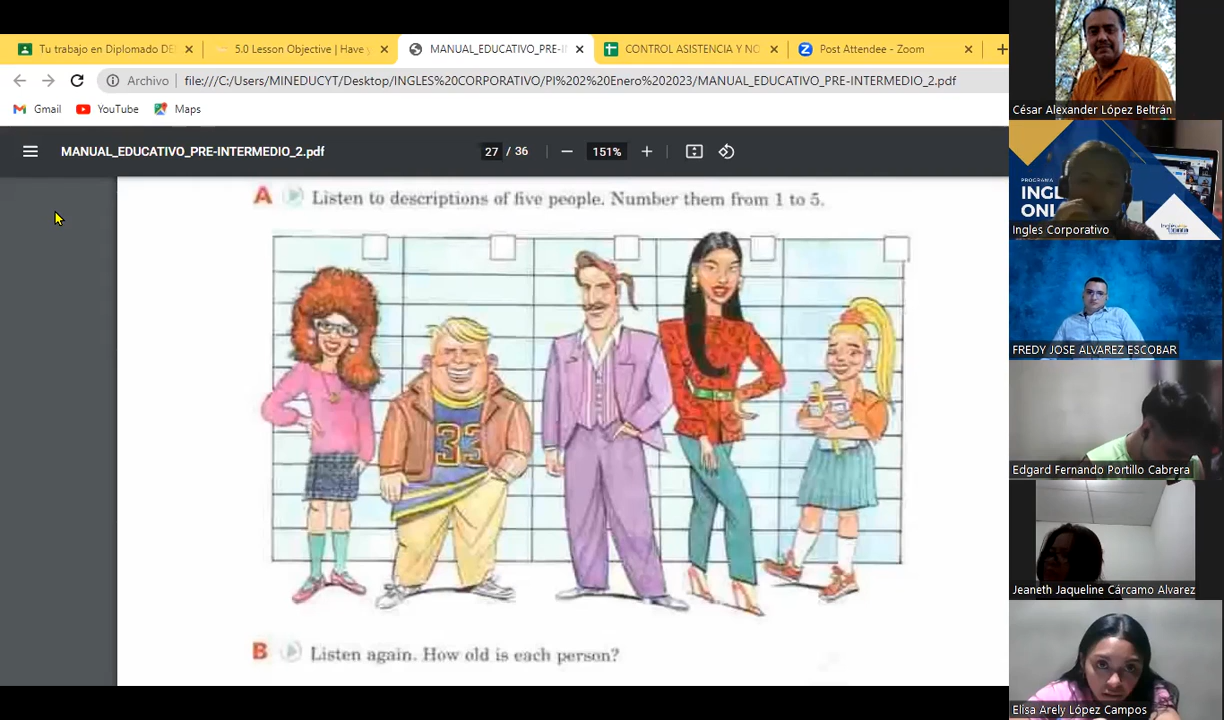 Tu trabajo en Diplomado DE
5.0 Lesson Objective | Have
MANUAL_EDUCATIVO_PRE-I
CONTROL ASISTENCIA Y NO
Post Attendee - Zoom
Archivo
file:///C:/Users/MINEDUCYT/Desktop/INGLES%20CORPORATIVO/PI%202%20Enero%202023/MANUAL_EDUCATIVO_PRE-INTERMEDIO_2.pdf
Gmail
YouTube
Maps
MANUAL_EDUCATIVO_PRE-INTERMEDIO_2.pdf
27 / 36
151%
A Listen to descriptions of five people. Number them from 1 to 5.
33
B Listen again. How old is each person?
César Alexander López Beltrán
PROGRAMA
INGL
ONL
Ingles Corporativo
FREDY JOSE ALVAREZ ESCOBAR
Edgard Fernando Portillo Cabrera
Jeaneth Jaqueline Cárcamo Alvarez
Elisa Arely López Campos